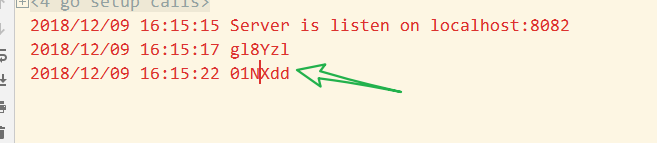 <4 go setup calls>
2018/12/09 16:15:15 Server is listen on localhost:8082
2018/12/09 16:15:17 gl8Yzl
2018/12/09 16:15:22 01NXdd